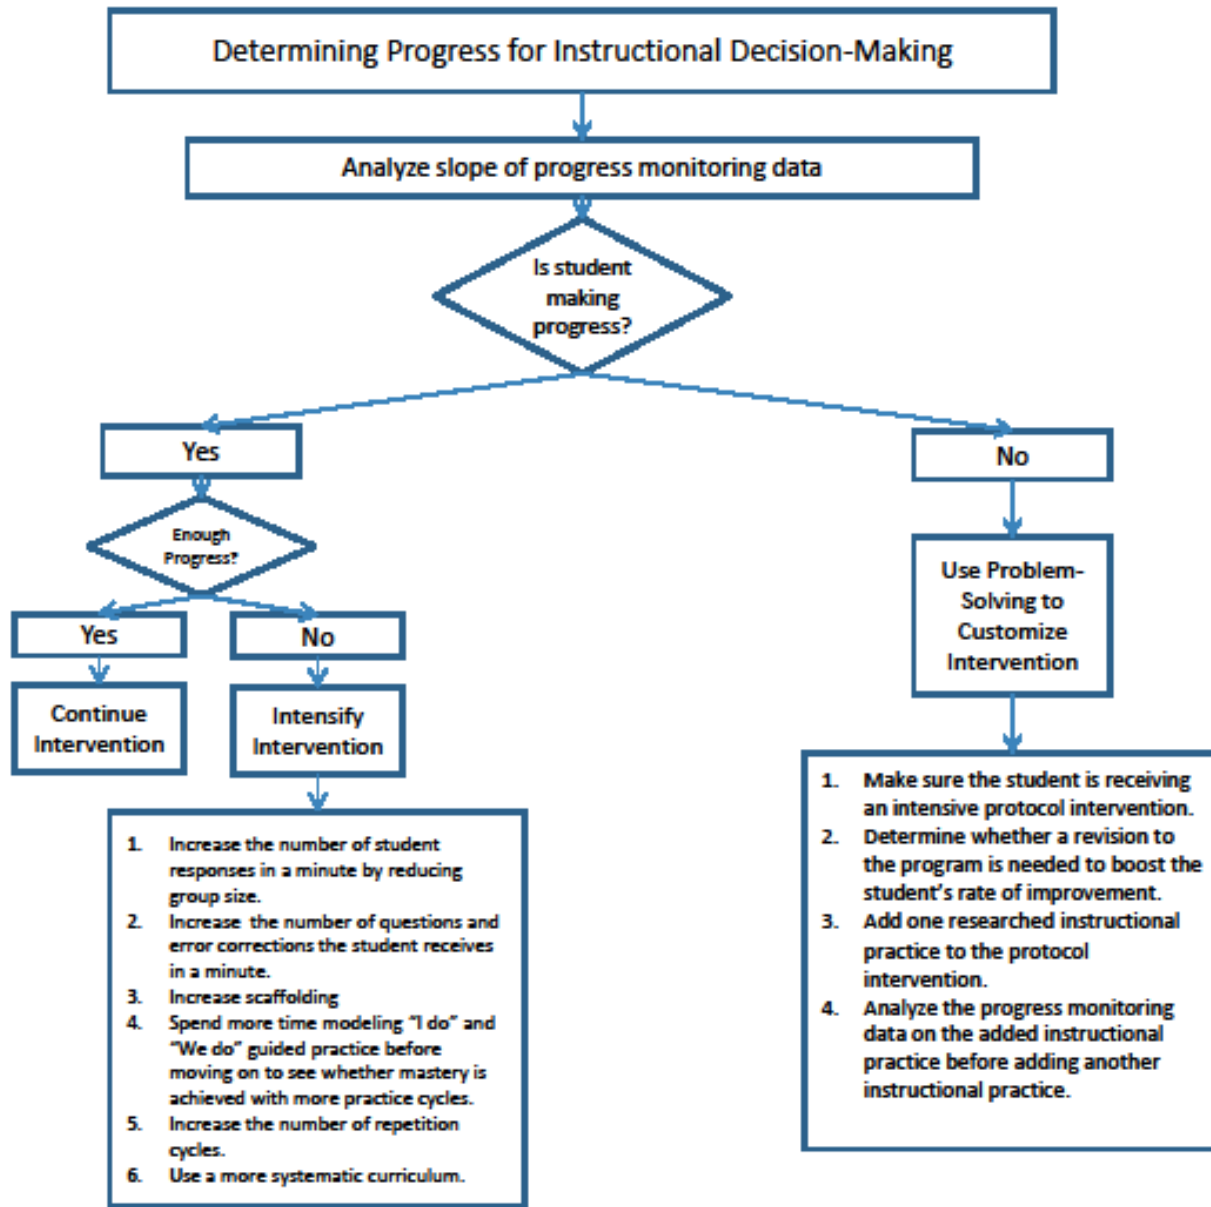 Determining Progress for Instructional Decision-Making
Analyze slope of progress monitoring data
Is student
making
progress?
Yes
No
Enough
Progress?
Yes
No
Continue
Intervention
Intensify
Intervention
Use Problem-
Solving to
Customize
Intervention
1. Increase the number of student
responses in a minute by reducing
group size.
2. Increase the number of questions and
error corrections the student receives
in a minute.
3. Increase scaffolding
4. Spend more time modeling “I do” and
“We do” guided practice before
moving on to see whether mastery is
achieved with more practice cycles.
5. Increase the number of repetition
cycles.
6. Use a more systematic curriculum.
1. Make sure the student is receiving
an intensive protocol intervention.
2. Determine whether a revision to
the program is needed to boost the
student’s rate of improvement.
3. Add one researched instructional
practice to the protocol
intervention.
4. Analyze the progress monitoring
data on the added instructional
practice before adding another
instructional practice.